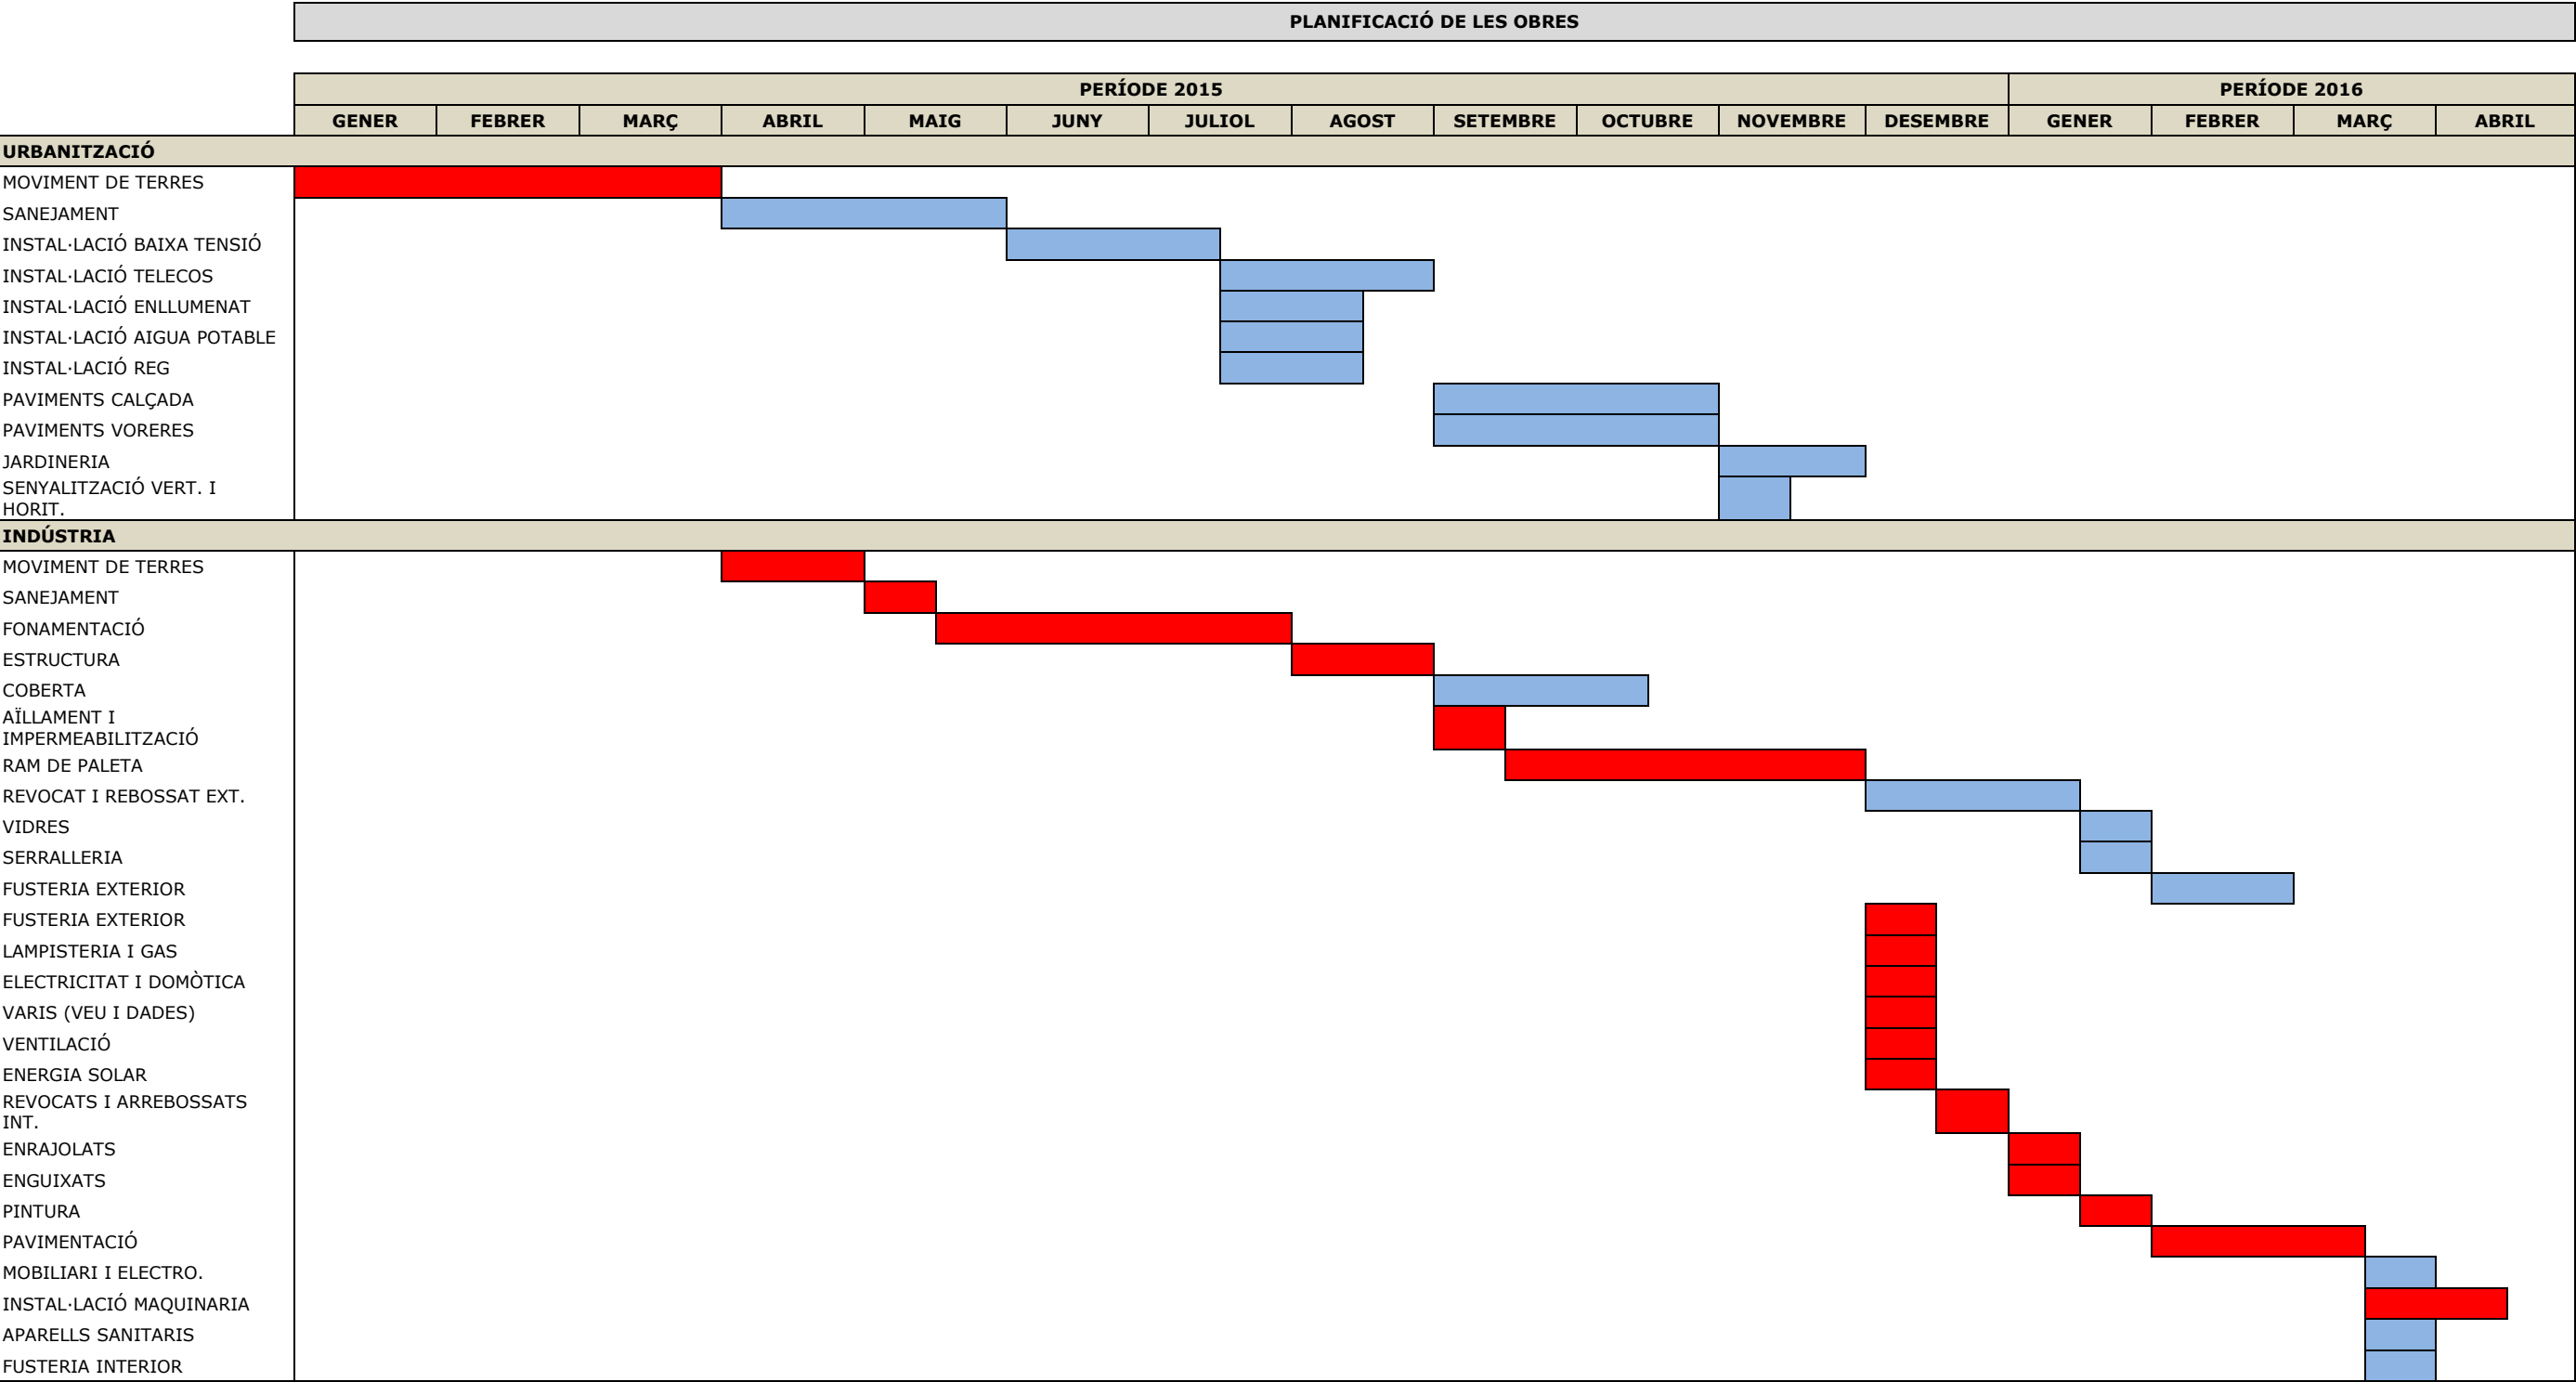 PLANIFICACIÓ DE LES OBRES
PERÍODE 2015 PERÍODE 2016
GENER FEBRER MARÇ ABRIL MAIG JUNY JULIOL AGOST SETEMBRE OCTUBRE NOVEMBRE DESEMBRE GENER FEBRER MARÇ ABRIL
URBANITZACIÓ
MOVIMENT DE TERRES
SANEJAMENT
INSTAL·LACIÓ BAIXA TENSIÓ
INSTAL·LACIÓ TELECOS
INSTAL·LACIÓ ENLLUMENAT
INSTAL·LACIÓ AIGUA POTABLE
INSTAL·LACIÓ REG
PAVIMENTS CALÇADA
PAVIMENTS VORERES
JARDINERIA
SENYALITZACIÓ VERT. I
HORIT.
INDÚSTRIA
MOVIMENT DE TERRES
SANEJAMENT
FONAMENTACIÓ
ESTRUCTURA
COBERTA
AÏLLAMENT I
IMPERMEABILITZACIÓ
RAM DE PALETA
REVOCAT I REBOSSAT EXT.
VIDRES
SERRALLERIA
FUSTERIA EXTERIOR
FUSTERIA EXTERIOR
LAMPISTERIA I GAS
ELECTRICITAT I DOMÒTICA
VARIS (VEU I DADES)
VENTILACIÓ
ENERGIA SOLAR
REVOCATS I ARREBOSSATS
INT.
ENRAJOLATS
ENGUIXATS
PINTURA
PAVIMENTACIÓ
MOBILIARI I ELECTRO.
INSTAL·LACIÓ MAQUINARIA
APARELLS SANITARIS
FUSTERIA INTERIOR